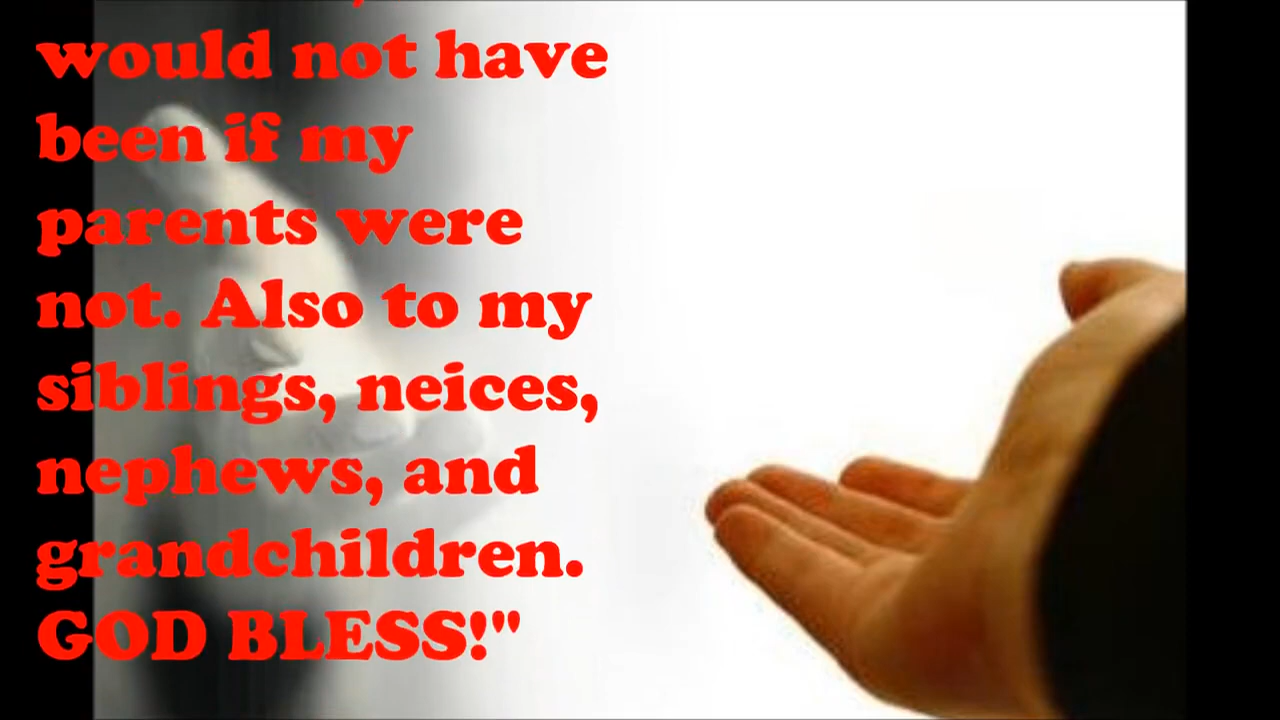 would not have
been if my
parents were
not. Also to my
siblings, neices,
nephews, and
grandchildren.
GOD BLESS!"